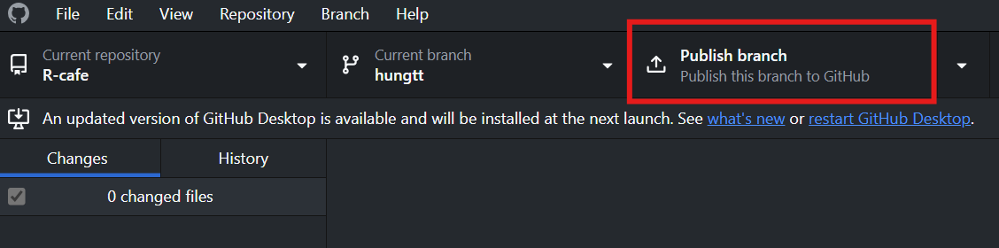 File Edit View Repository Branch Help
Current repository
R-cafe
Current branch
hungtt
Publish branch
Publish this branch to GitHub
An updated version of GitHub Desktop is available and will be installed at the next launch. See what's new or restart GitHub Desktop.
Changes History
0 changed files